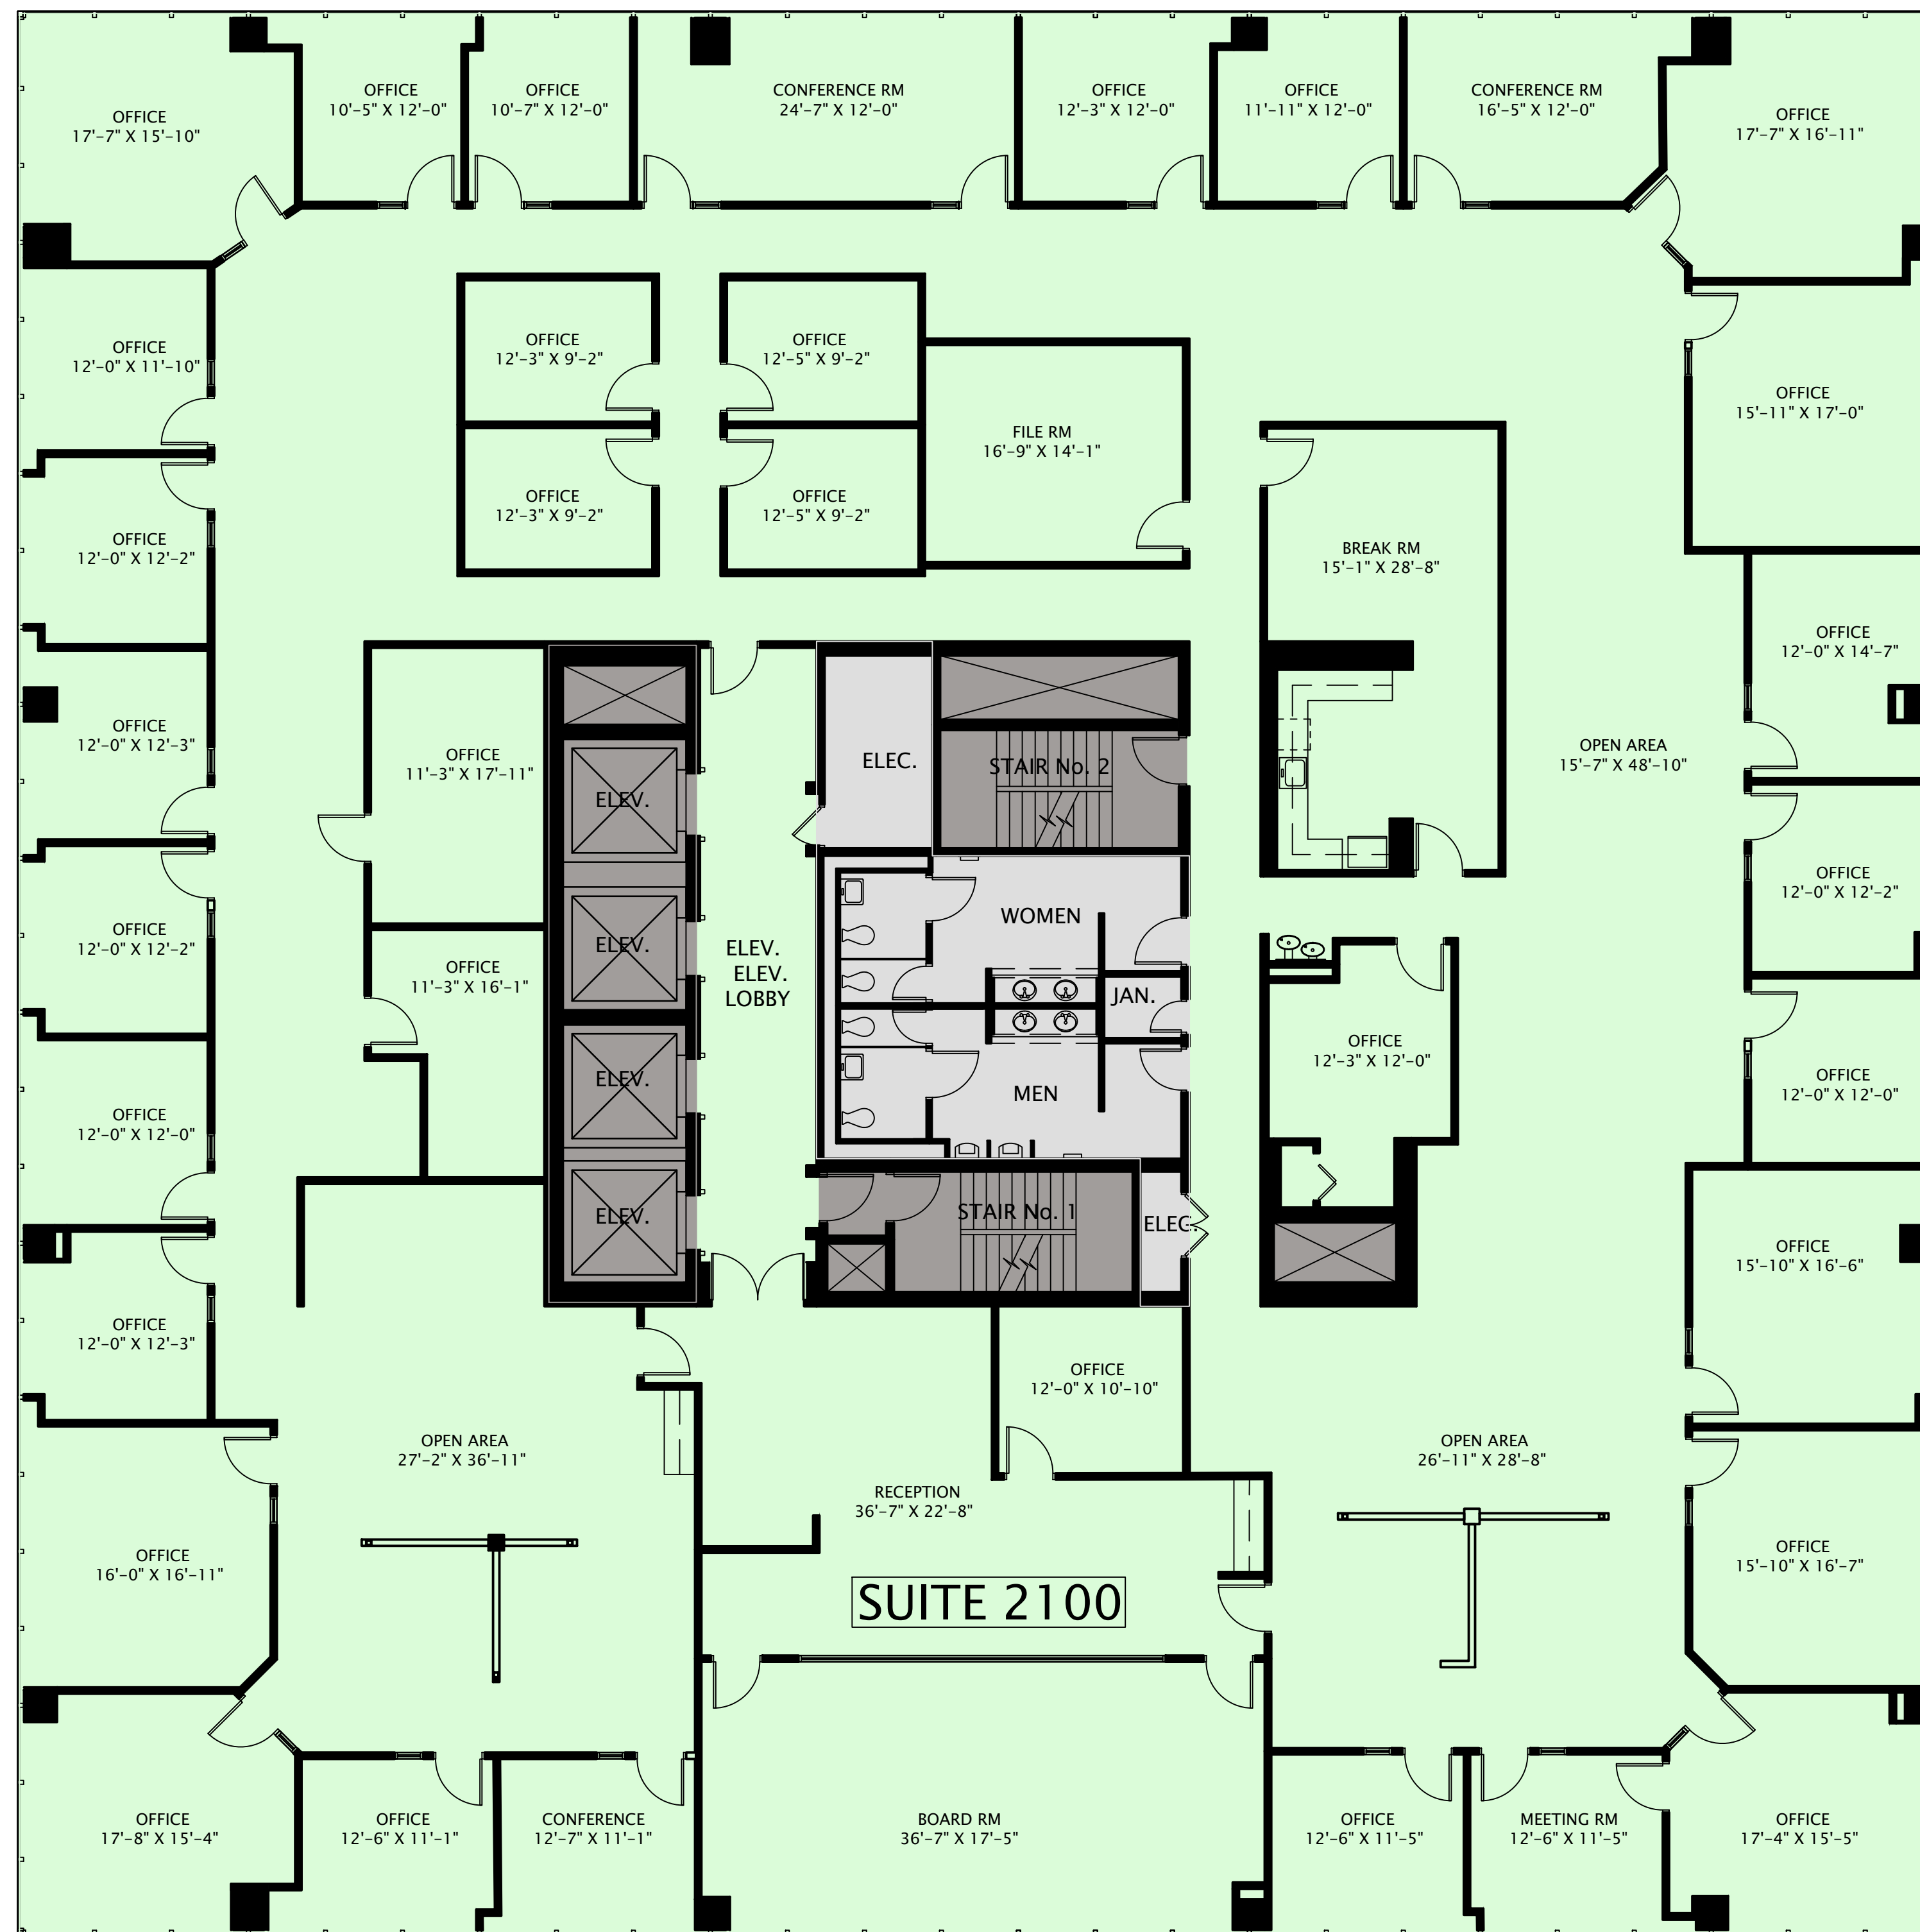 OFFICE
17'-7" X 15'-10"
OFFICE
10'-5" X 12'-0"
OFFICE
10'-7" X 12'-0"
CONFERENCE RM
24'-7" X 12'-0"
OFFICE
12'-3" X 12'-0"
OFFICE
11'-11" X 12'-0"
CONFERENCE RM
16'-5" X 12'-0"
OFFICE
17'-7" X 16'-11"
OFFICE
12'-0" X 11'-10"
OFFICE
12'-3" X 9'-2"
OFFICE
12'-5" X 9'-2"
FILE RM
16'-9" X 14'-1"
OFFICE
15'-11" X 17'-0"
OFFICE
12'-3" X 9'-2"
OFFICE
12'-5" X 9'-2"
OFFICE
12'-0" X 12'-2"
BREAK RM
15'-1" X 28'-8"
OFFICE
12'-0" X 14'-7"
OFFICE
12'-0" X 12'-3"
OFFICE
11'-3" X 17'-11"
ELEV.
ELEC.
STAIR No. 2
OPEN AREA
15'-7" X 48'-10"
OFFICE
12'-0" X 12'-2"
OFFICE
12'-0" X 12'-2"
OFFICE
11'-3" X 16'-1"
ELEV.
ELEV.
ELEV.
LOBBY
WOMEN
JAN.
OFFICE
12'-3" X 12'-0"
OFFICE
12'-0" X 12'-0"
OFFICE
12'-0" X 12'-0"
ELEV.
MEN
ELEV.
STAIR No. 1
ELEC.
OFFICE
15'-10" X 16'-6"
OFFICE
12'-0" X 12'-3"
OFFICE
12'-0" X 10'-10"
OPEN AREA
27'-2" X 36'-11"
OPEN AREA
26'-11" X 28'-8"
RECEPTION
36'-7" X 22'-8"
OFFICE
16'-0" X 16'-11"
SUITE 2100
OFFICE
15'-10" X 16'-7"
OFFICE
17'-8" X 15'-4"
OFFICE
12'-6" X 11'-1"
CONFERENCE
12'-7" X 11'-1"
BOARD RM
36'-7" X 17'-5"
OFFICE
12'-6" X 11'-5"
MEETING RM
12'-6" X 11'-5"
OFFICE
17'-4" X 15'-5"